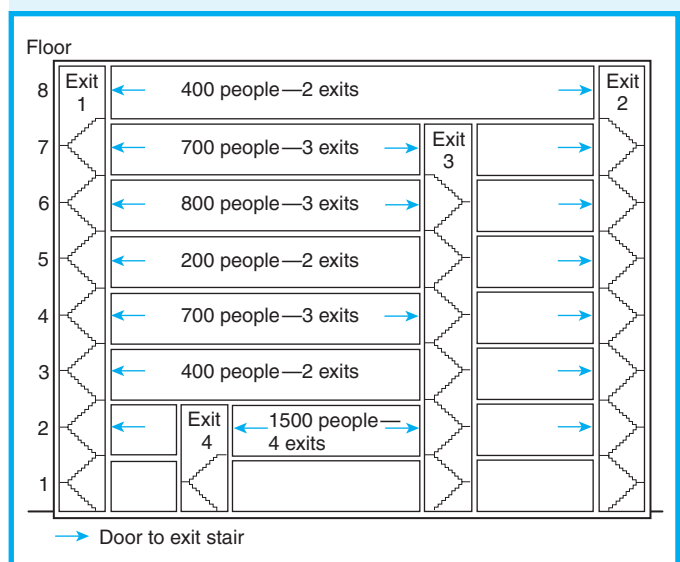 Floor
8
Exit
1
400 people—2 exits
Exit
2
7
700 people—3 exits
Exit
3
6
800 people—3 exits
5
200 people—2 exits
4
700 people—3 exits
3
400 people—2 exits
2
Exit
4
1500 people—
4 exits
1
Door to exit stair